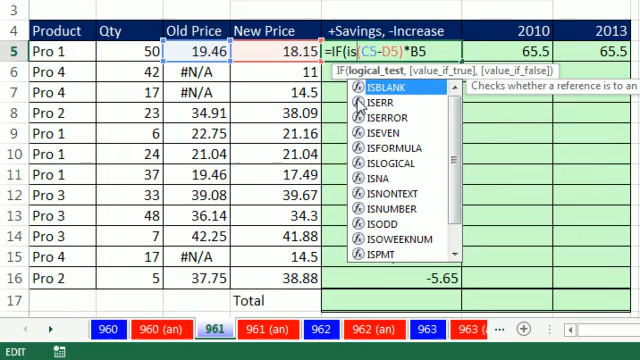 3
4 Product Qty Old Price New Price +Savings, -Increase 2010 2013
5 Pro 1 50 19.46 18.15 =IF(is(C5-D5)*B5 65.5 65.5
IF(logical_test, [value_if_true], [value_if_false])
6 Pro 4 42 #N/A 11 ISBLANK Checks whether a reference is to an
ISERR
7 Pro 4 17 #N/A 14.5 ISERROR
8 Pro 2 23 34.91 38.09 ISEVEN
9 Pro 1 6 22.75 21.16 ISFORMULA
10 Pro 1 24 21.04 21.04 ISLOGICAL
11 Pro 1 37 19.46 17.49 ISNA
12 Pro 3 33 39.08 39.67 ISNONTEXT
13 Pro 3 48 36.14 34.3 ISNUMBER
ISODD
14 Pro 3 7 42.25 41.88 ISOWEEKNUM
15 Pro 4 17 #N/A 14.5 ISPMT
16 Pro 2 5 37.75 38.88 -5.65
17 Total
960 960 (an) 961 961 (an) 962 962 (an) 963 963 (a ...
EDIT